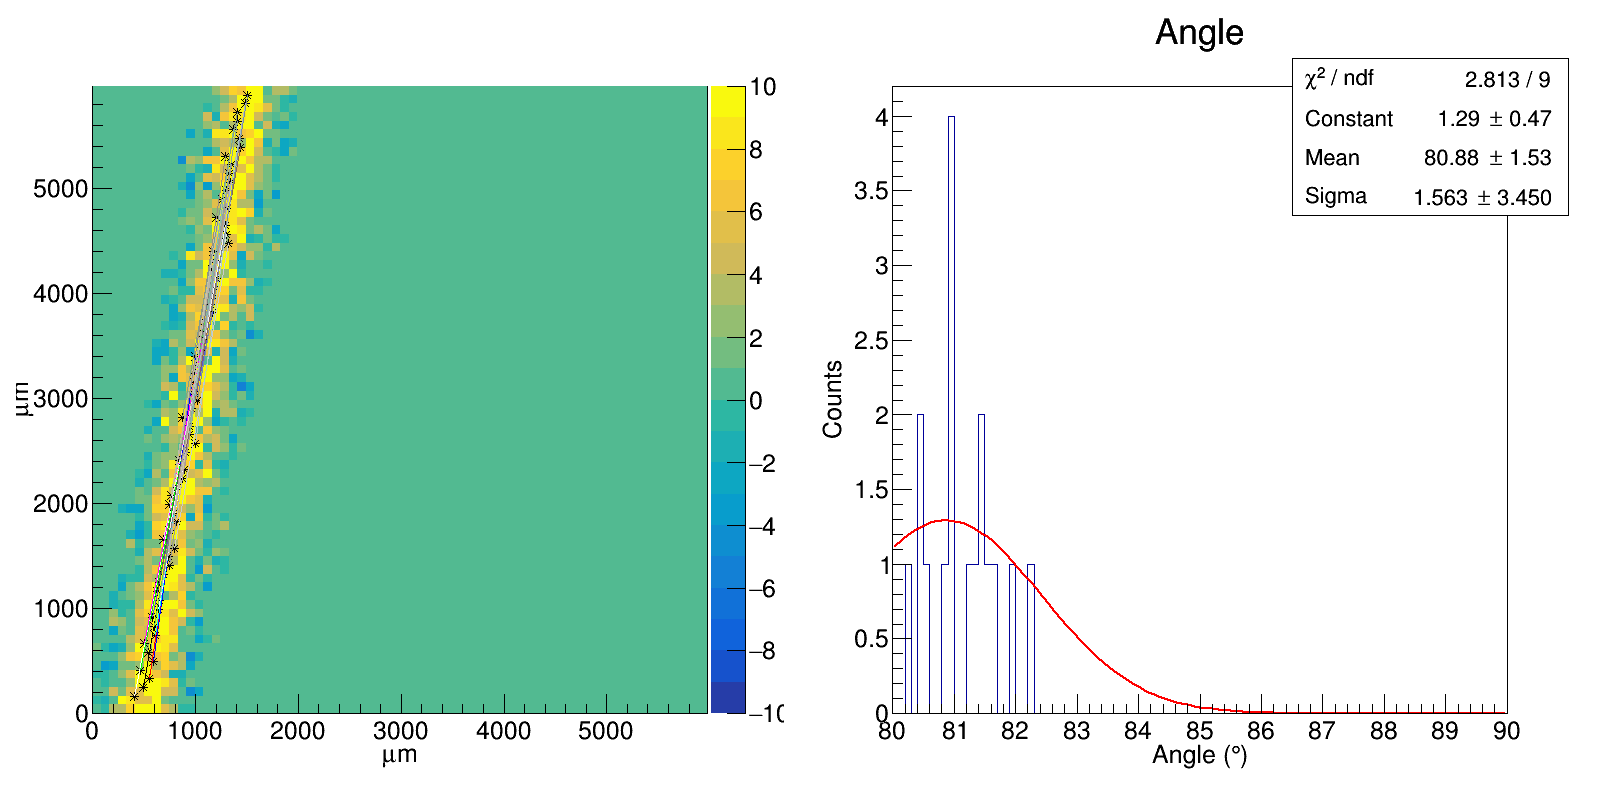 Angle
χ² / ndf 2.813 / 9
Constant 1.29 ± 0.47
Mean 80.88 ± 1.53
Sigma 1.563 ± 3.450
μm
5000
4000
3000
2000
1000
0
0 1000 2000 3000 4000 5000
μm
10
8
6
4
2
0
−2
−4
−6
−8
−10
Counts
4
3.5
3
2.5
2
1.5
1
0.5
0
80 81 82 83 84 85 86 87 88 89 90
Angle (°)